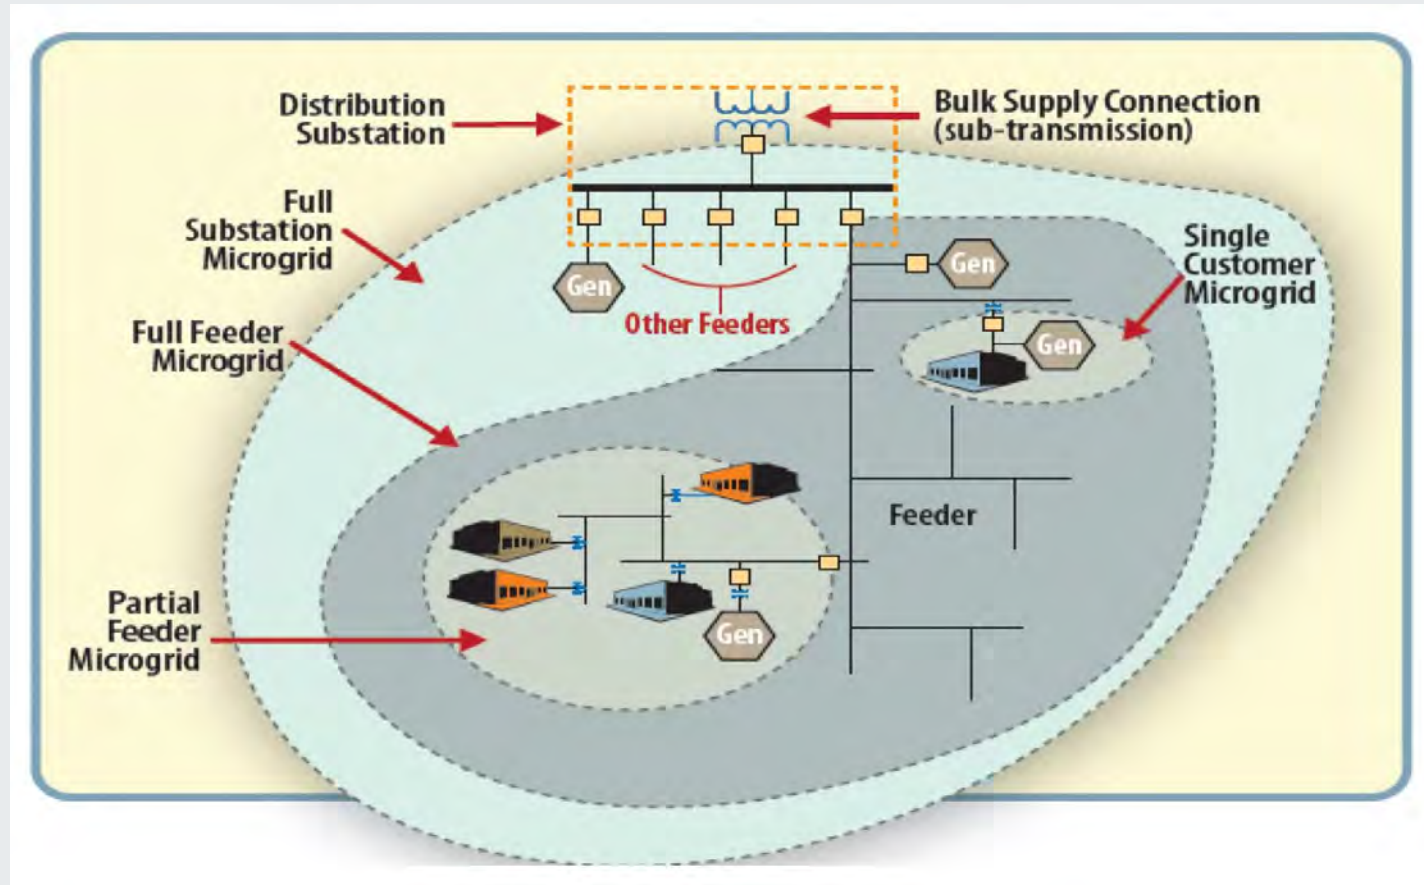 Distribution
Substation
Bulk Supply Connection
(sub-transmission)
Full
Substation
Microgrid
Single
Customer
Microgrid
Gen
Gen
Other Feeders
Full Feeder
Microgrid
Gen
Feeder
Partial
Feeder
Microgrid
Gen